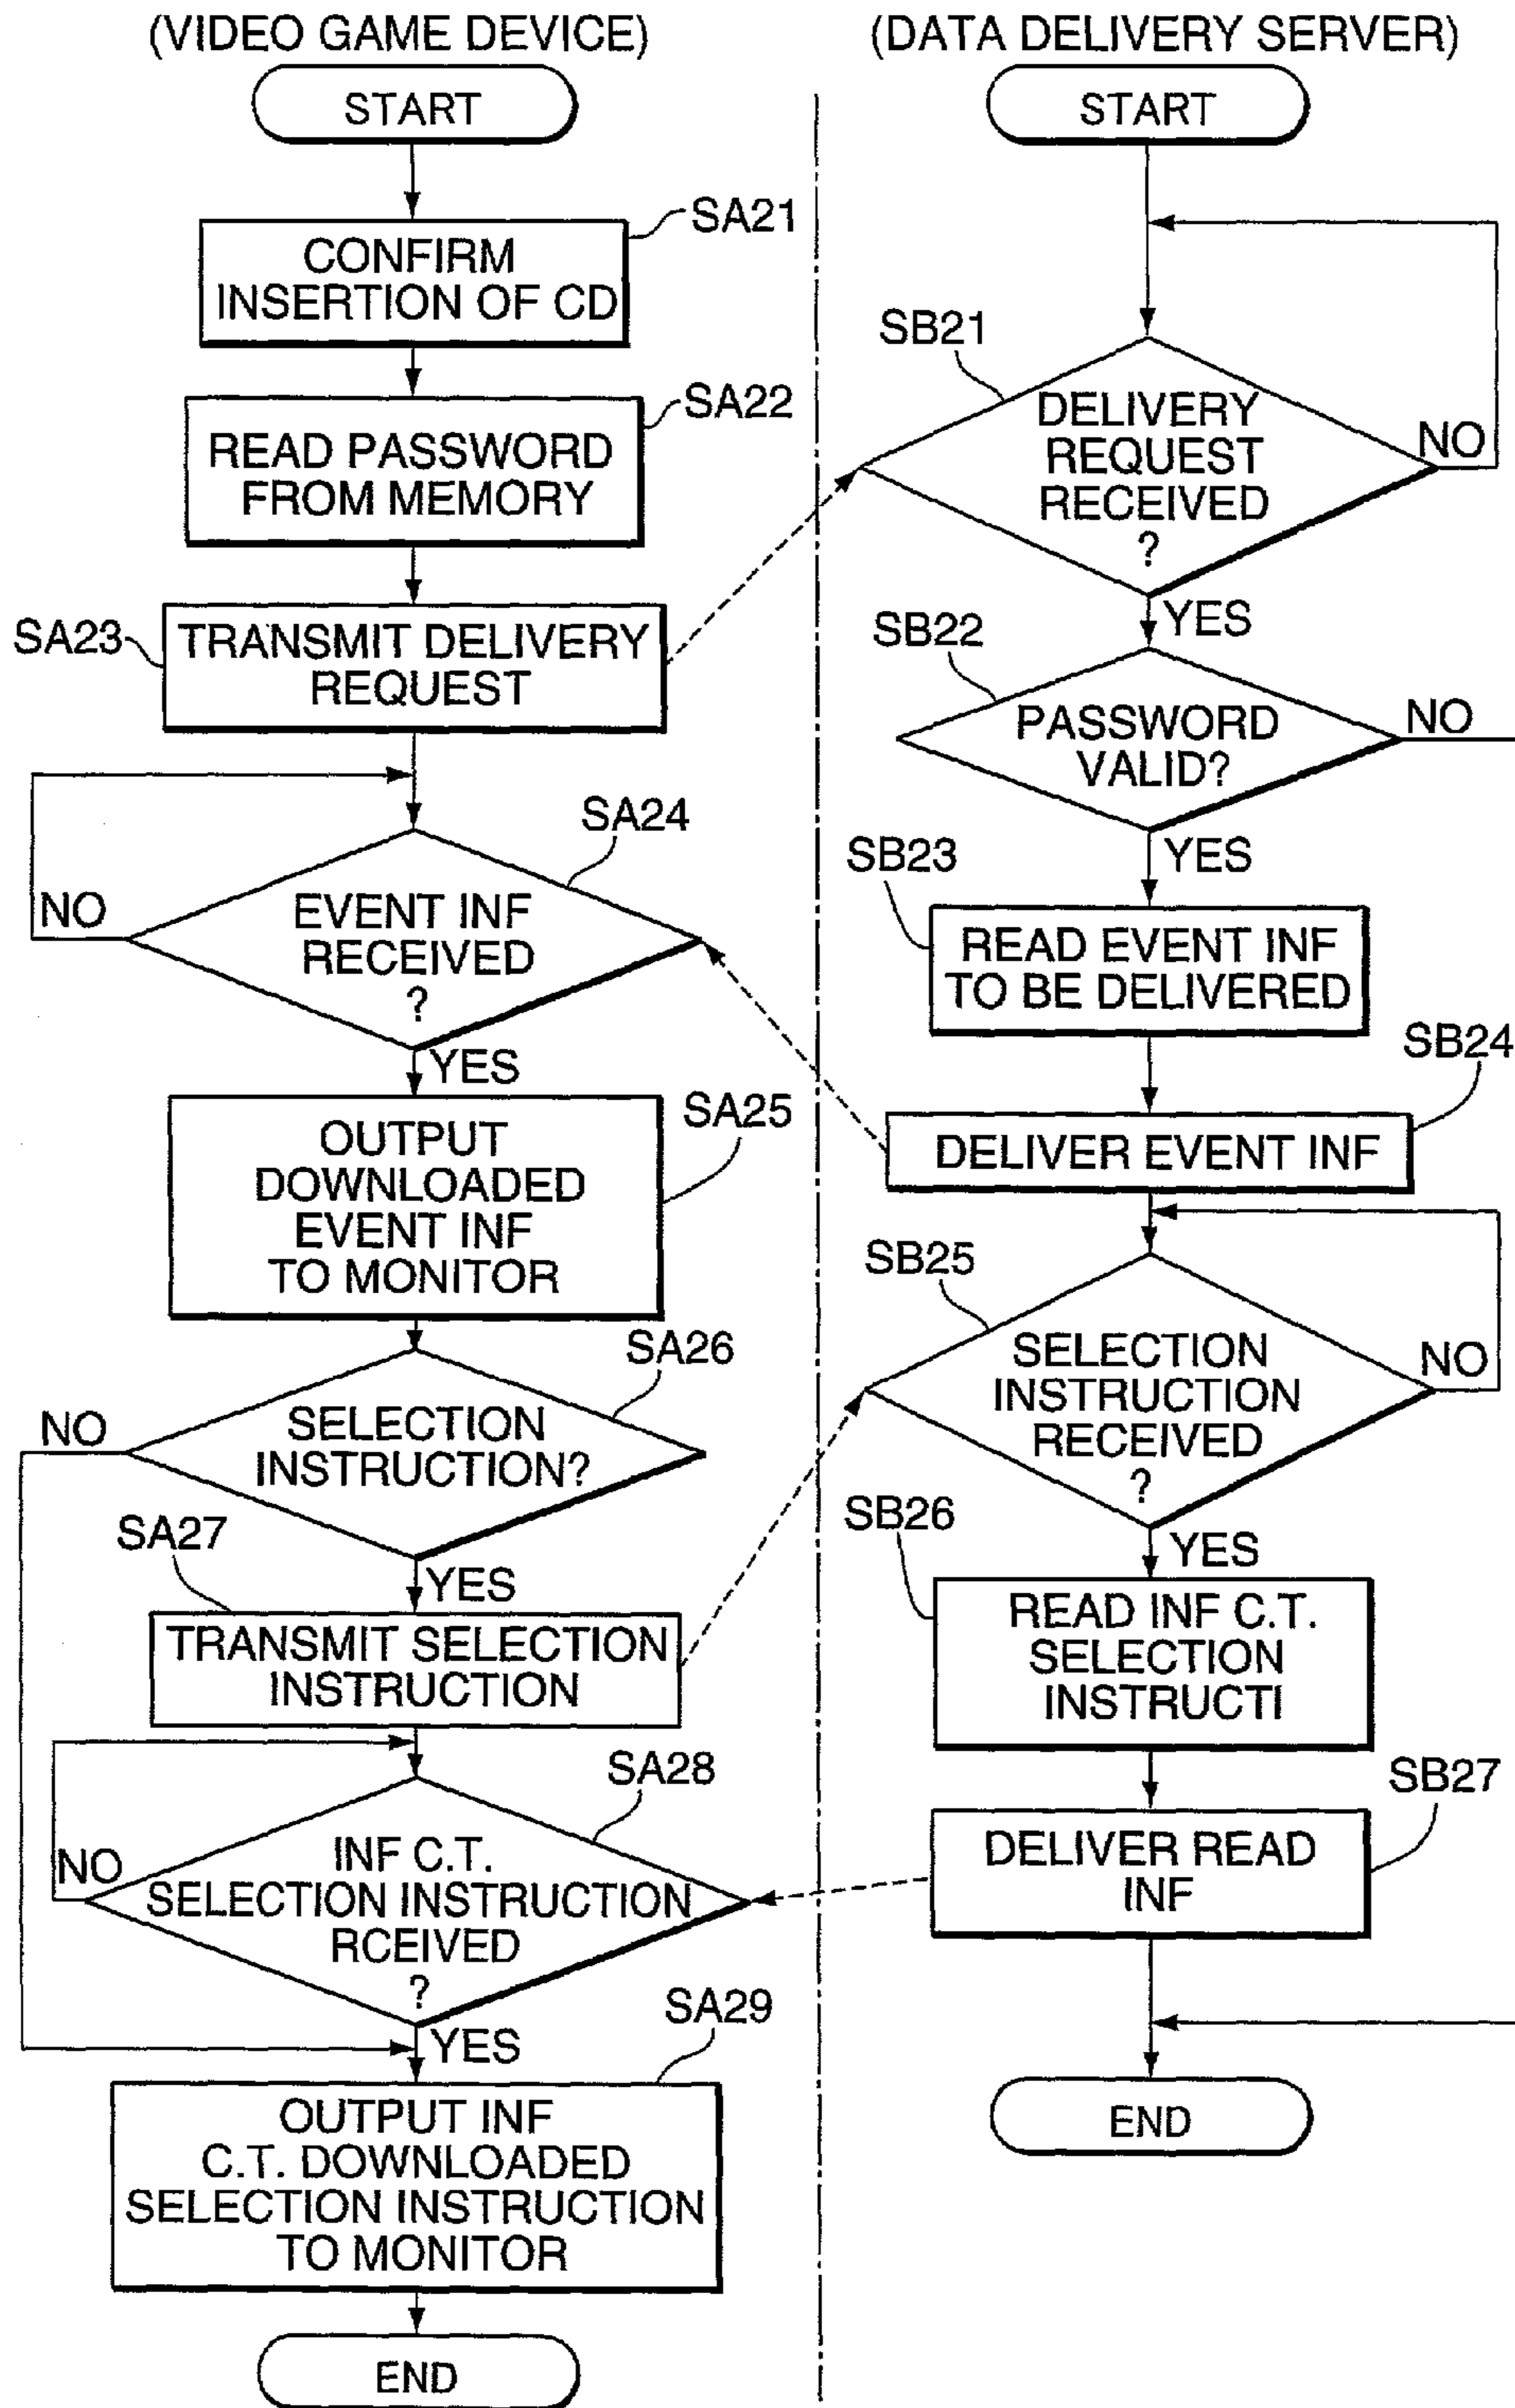 (VIDEO GAME DEVICE)
START
SA21
CONFIRM
INSERTION OF CD
SA22
READ PASSWORD
FROM MEMORY
SA23
TRANSMIT DELIVERY
REQUEST
SA24
EVENT INF
RECEIVED
?
NO
YES
SA25
OUTPUT
DOWNLOADED
EVENT INF
TO MONITOR
SA26
SELECTION
INSTRUCTION?
NO
YES
SA27
TRANSMIT SELECTION
INSTRUCTION
SA28
INF C.T.
SELECTION INSTRUCTION
RCEIVED
?
NO
YES
SA29
OUTPUT INF
C.T. DOWNLOADED
SELECTION INSTRUCTION
TO MONITOR
END
(DATA DELIVERY SERVER)
START
SB21
DELIVERY
REQUEST
RECEIVED
?
NO
YES
SB22
PASSWORD
VALID?
NO
YES
SB23
READ EVENT INF
TO BE DELIVERED
SB24
DELIVER EVENT INF
SB25
SELECTION
INSTRUCTION
RECEIVED
?
NO
YES
SB26
READ INF C.T.
SELECTION
INSTRUCTI
SB27
DELIVER READ
INF
END